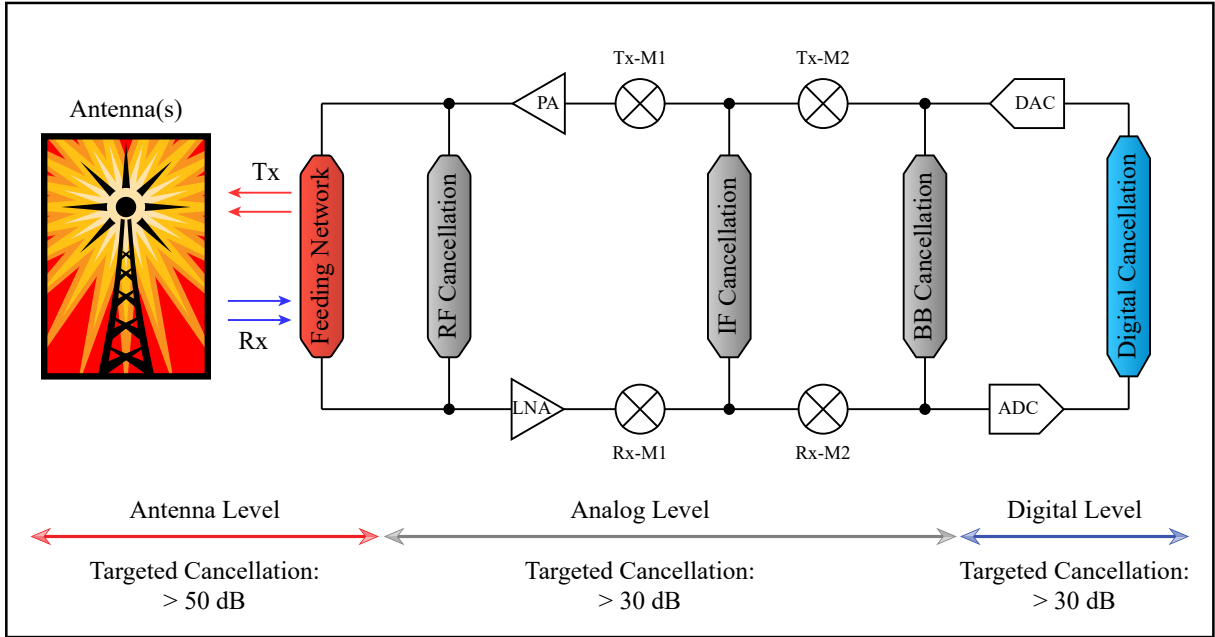 Tx-M1
Tx-M2
Antenna(s)
PA
DAC
Tx
Feeding Network
RF Cancellation
IF Cancellation
BB Cancellation
Digital Cancellation
Rx
LNA
ADC
Rx-M1
Rx-M2
Antenna Level
Analog Level
Digital Level
Targeted Cancellation:
> 50 dB
Targeted Cancellation:
> 30 dB
Targeted Cancellation:
> 30 dB